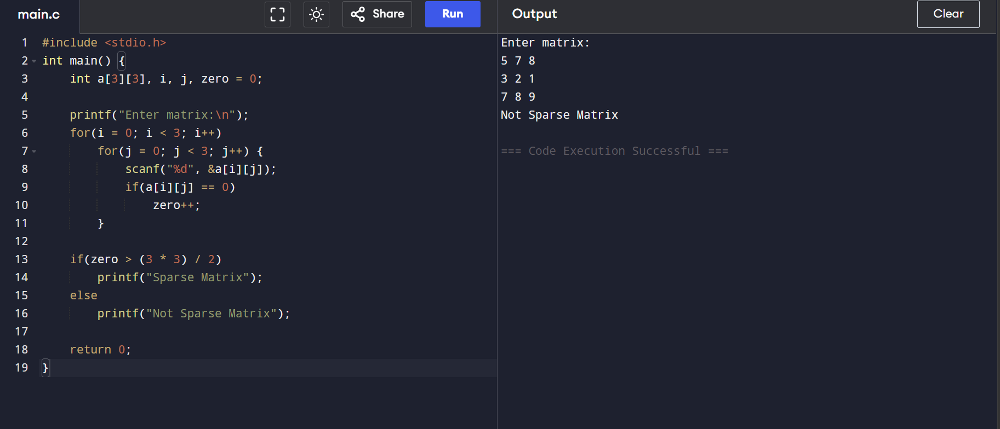 main.c
Share
Run
Output
Clear
1 #include <stdio.h>
2 int main() {
3     int a[3][3], i, j, zero = 0;
4
5     printf("Enter matrix:\n");
6     for(i = 0; i < 3; i++)
7         for(j = 0; j < 3; j++) {
8             scanf("%d", &a[i][j]);
9             if(a[i][j] == 0)
10                 zero++;
11         }
12
13     if(zero > (3 * 3) / 2)
14         printf("Sparse Matrix");
15     else
16         printf("Not Sparse Matrix");
17
18     return 0;
19 }
Enter matrix:
5 7 8
3 2 1
7 8 9
Not Sparse Matrix
=== Code Execution Successful ===